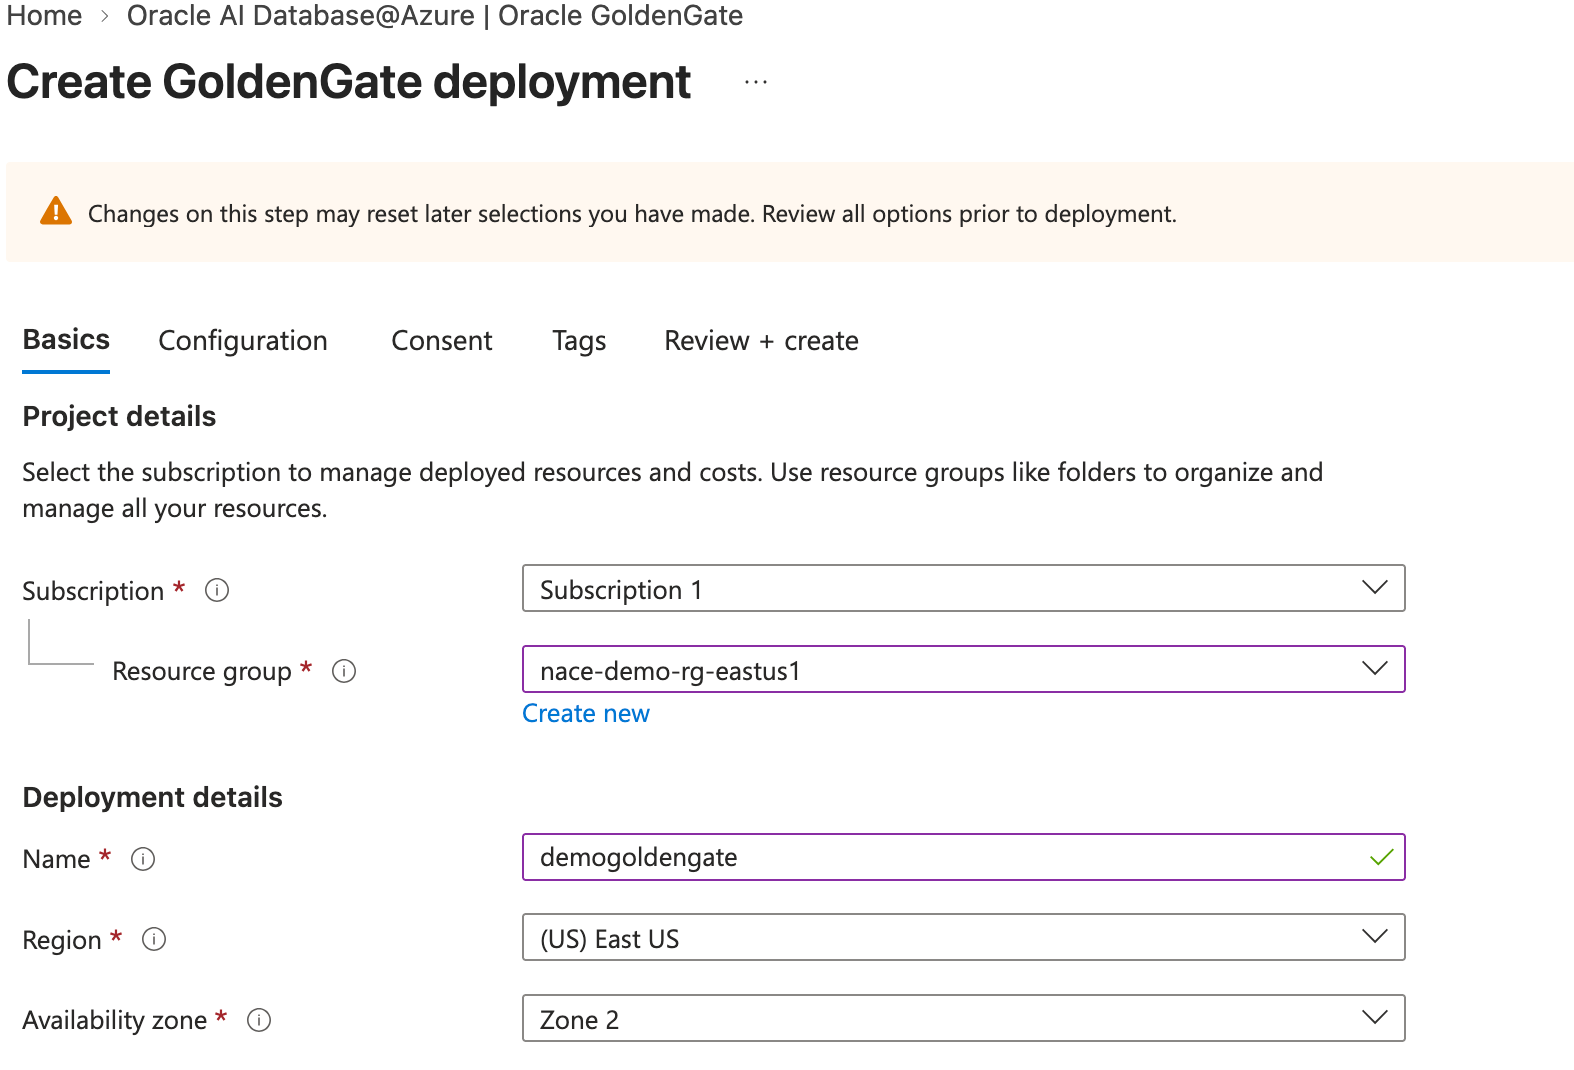 Home > Oracle AI Database@Azure | Oracle GoldenGate
Create GoldenGate deployment ...
Changes on this step may reset later selections you have made. Review all options prior to deployment.
Basics Configuration Consent Tags Review + create
Project details
Select the subscription to manage deployed resources and costs. Use resource groups like folders to organize and
manage all your resources.
Subscription * Subscription 1
Resource group * nace-demo-rg-eastus1
Create new
Deployment details
Name * demogoldengate
Region * (US) East US
Availability zone * Zone 2